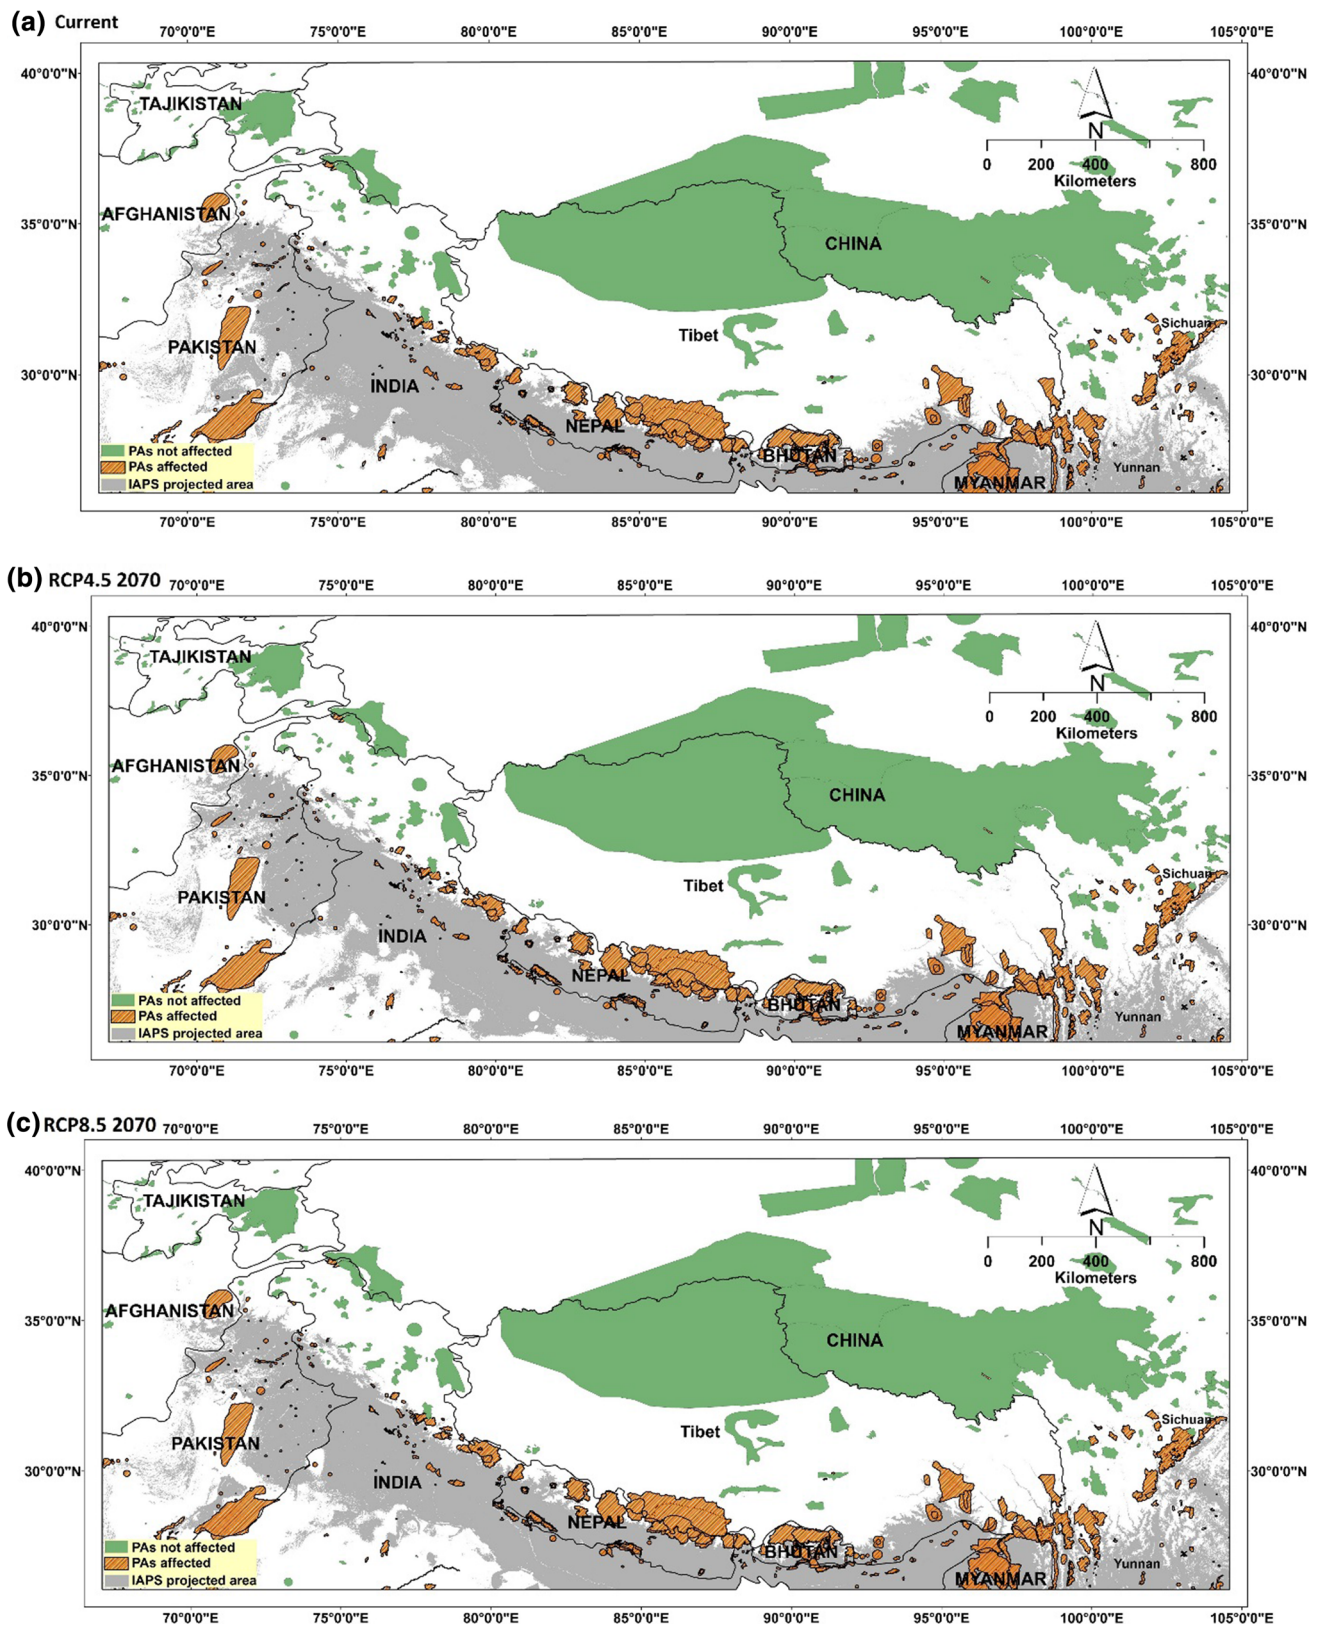 (a) Current
70°0'0"E 75°0'0"E 80°0'0"E 85°0'0"E 90°0'0"E 95°0'0"E 100°0'0"E 105°0'0"E
40°0'0"N 40°0'0"N
TAJIKISTAN
N
0 200 400 800
Kilometers
AFGHANISTAN
35°0'0"N 35°0'0"N
CHINA
Tibet
Sichuan
PAKISTAN
30°0'0"N 30°0'0"N
INDIA
NEPAL
BHUTAN
PAs not affected
PAs affected
IAPS projected area
Yunnan
MYANMAR
70°0'0"E 75°0'0"E 80°0'0"E 85°0'0"E 90°0'0"E 95°0'0"E 100°0'0"E 105°0'0"E
(b) RCP4.5 2070
70°0'0"E 75°0'0"E 80°0'0"E 85°0'0"E 90°0'0"E 95°0'0"E 100°0'0"E 105°0'0"E
40°0'0"N 40°0'0"N
TAJIKISTAN
N
0 200 400 800
Kilometers
AFGHANISTAN
35°0'0"N 35°0'0"N
CHINA
Tibet
Sichuan
PAKISTAN
30°0'0"N 30°0'0"N
INDIA
NEPAL
BHUTAN
PAs not affected
PAs affected
IAPS projected area
Yunnan
MYANMAR
70°0'0"E 75°0'0"E 80°0'0"E 85°0'0"E 90°0'0"E 95°0'0"E 100°0'0"E 105°0'0"E
(c) RCP8.5 2070
70°0'0"E 75°0'0"E 80°0'0"E 85°0'0"E 90°0'0"E 95°0'0"E 100°0'0"E 105°0'0"E
40°0'0"N 40°0'0"N
TAJIKISTAN
N
0 200 400 800
Kilometers
AFGHANISTAN
35°0'0"N 35°0'0"N
CHINA
Tibet
Sichuan
PAKISTAN
30°0'0"N 30°0'0"N
INDIA
NEPAL
BHUTAN
PAs not affected
PAs affected
IAPS projected area
Yunnan
MYANMAR
70°0'0"E 75°0'0"E 80°0'0"E 85°0'0"E 90°0'0"E 95°0'0"E 100°0'0"E 105°0'0"E